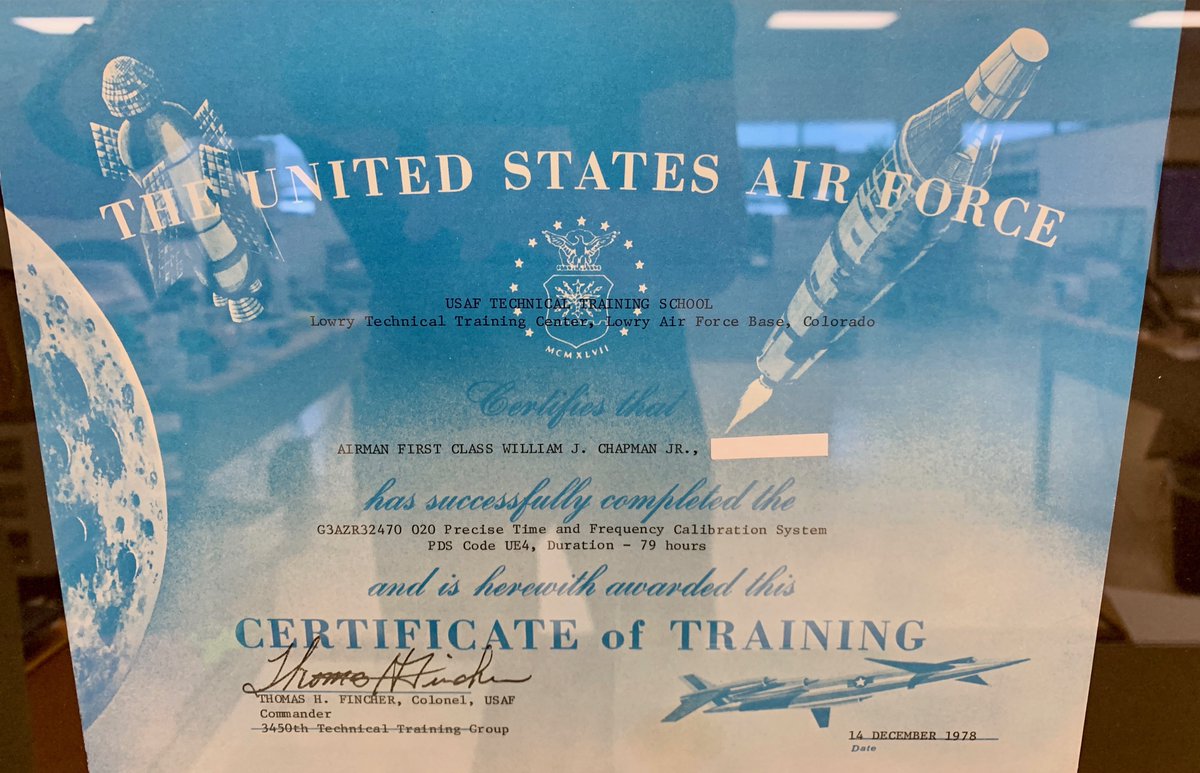 THE UNITED STATES AIR FORCE
USAF TECHNICAL TRAINING SCHOOL
Lowry Technical Training Center, Lowry Air Force Base, Colorado
MCMXLVII
Certifies that
AIRMAN FIRST CLASS WILLIAM J. CHAPMAN JR.,
has successfully completed the
G3AZR32470 020 Precise Time and Frequency Calibration System
PDS Code UE4, Duration - 79 hours
and is herewith awarded this
CERTIFICATE of TRAINING
Thomas H Fincher
THOMAS H. FINCHER, Colonel, USAF
Commander
3450th Technical Training Group
14 DECEMBER 1978
Date